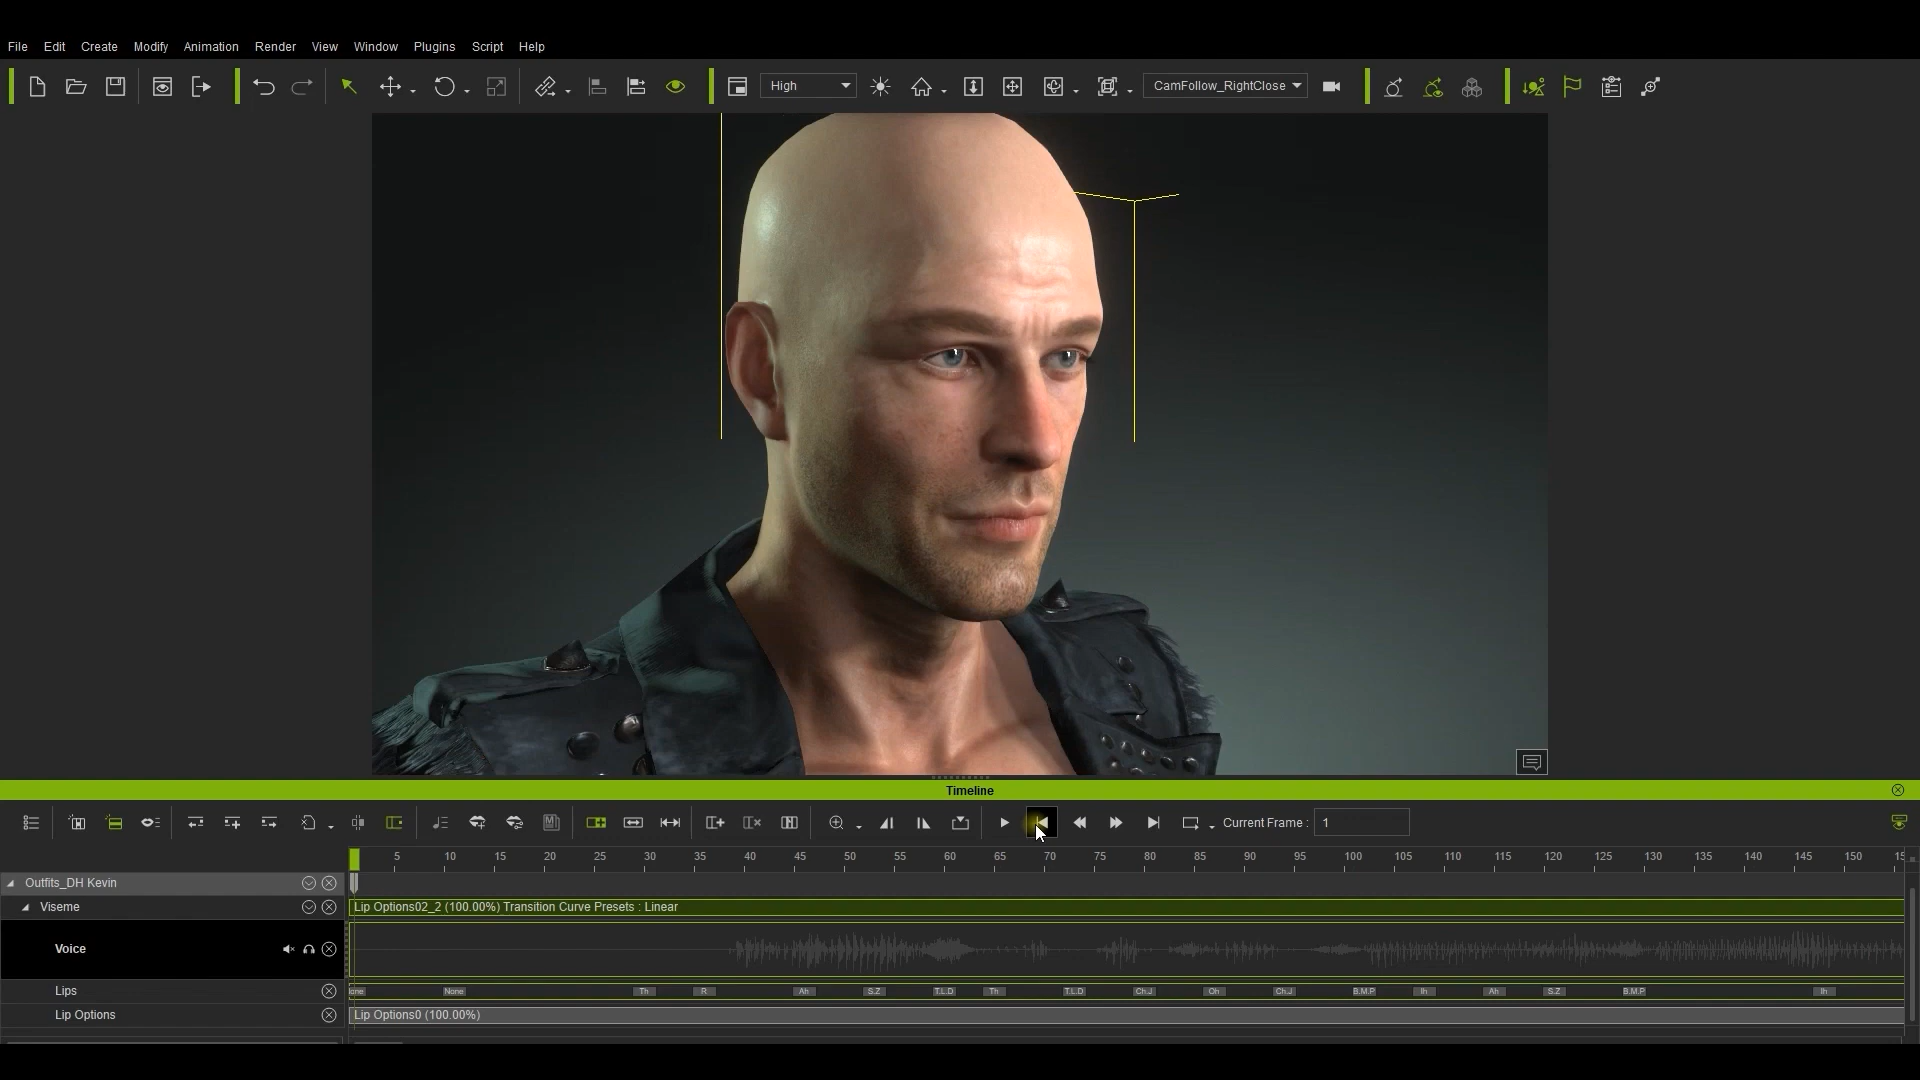 File Edit Create Modify Animation Render View Window Plugins Script Help
High CamFollow_RightClose
Timeline
Current Frame : 1
5 10 15 20 25 30 35 40 45 50 55 60 65 70 75 80 85 90 95 100 105 110 115 120 125 130 135 140 145 150 15
Outfits_DH Kevin
Viseme Lip Options02_2 (100.00%) Transition Curve Presets : Linear
Voice
Lips one None Th R Ah S.Z T.L.D Th T.L.D Ch.J Oh Ch.J B.M.P Ih Ah S.Z B.M.P Ih
Lip Options Lip Options0 (100.00%)